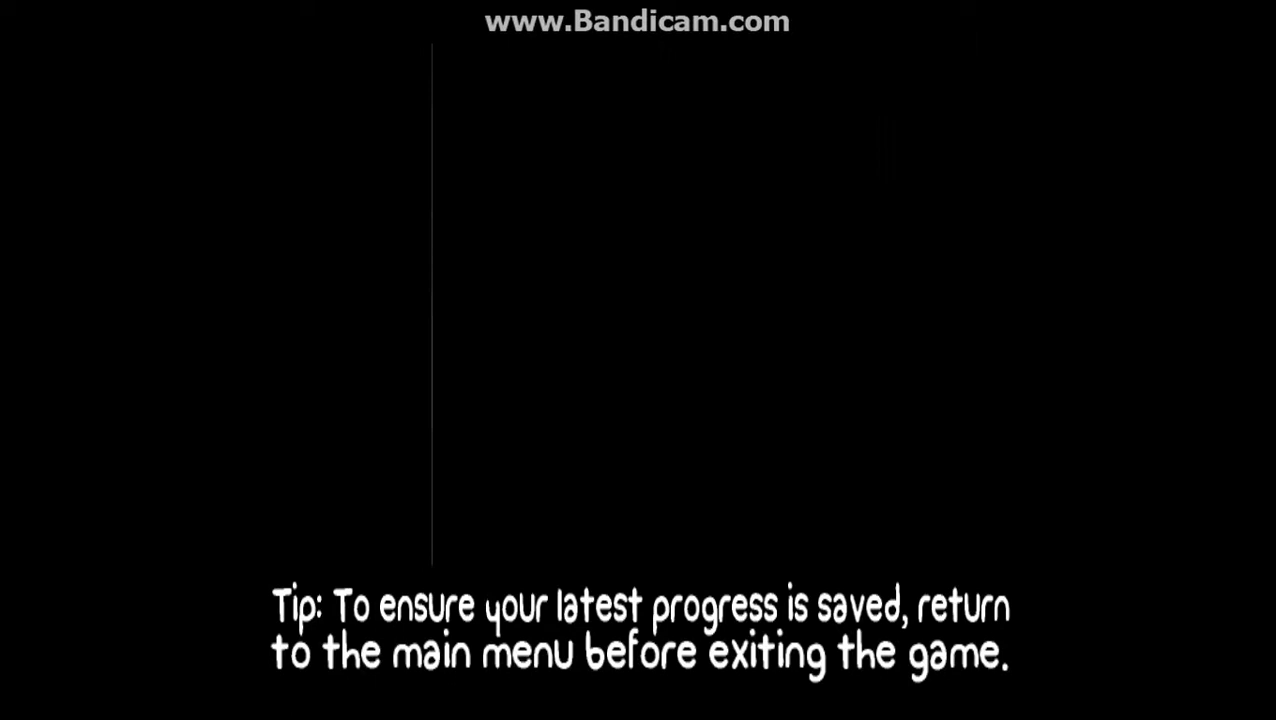 www.Bandicam.com
Tip: To ensure your latest progress is saved, return
to the main menu before exiting the game.